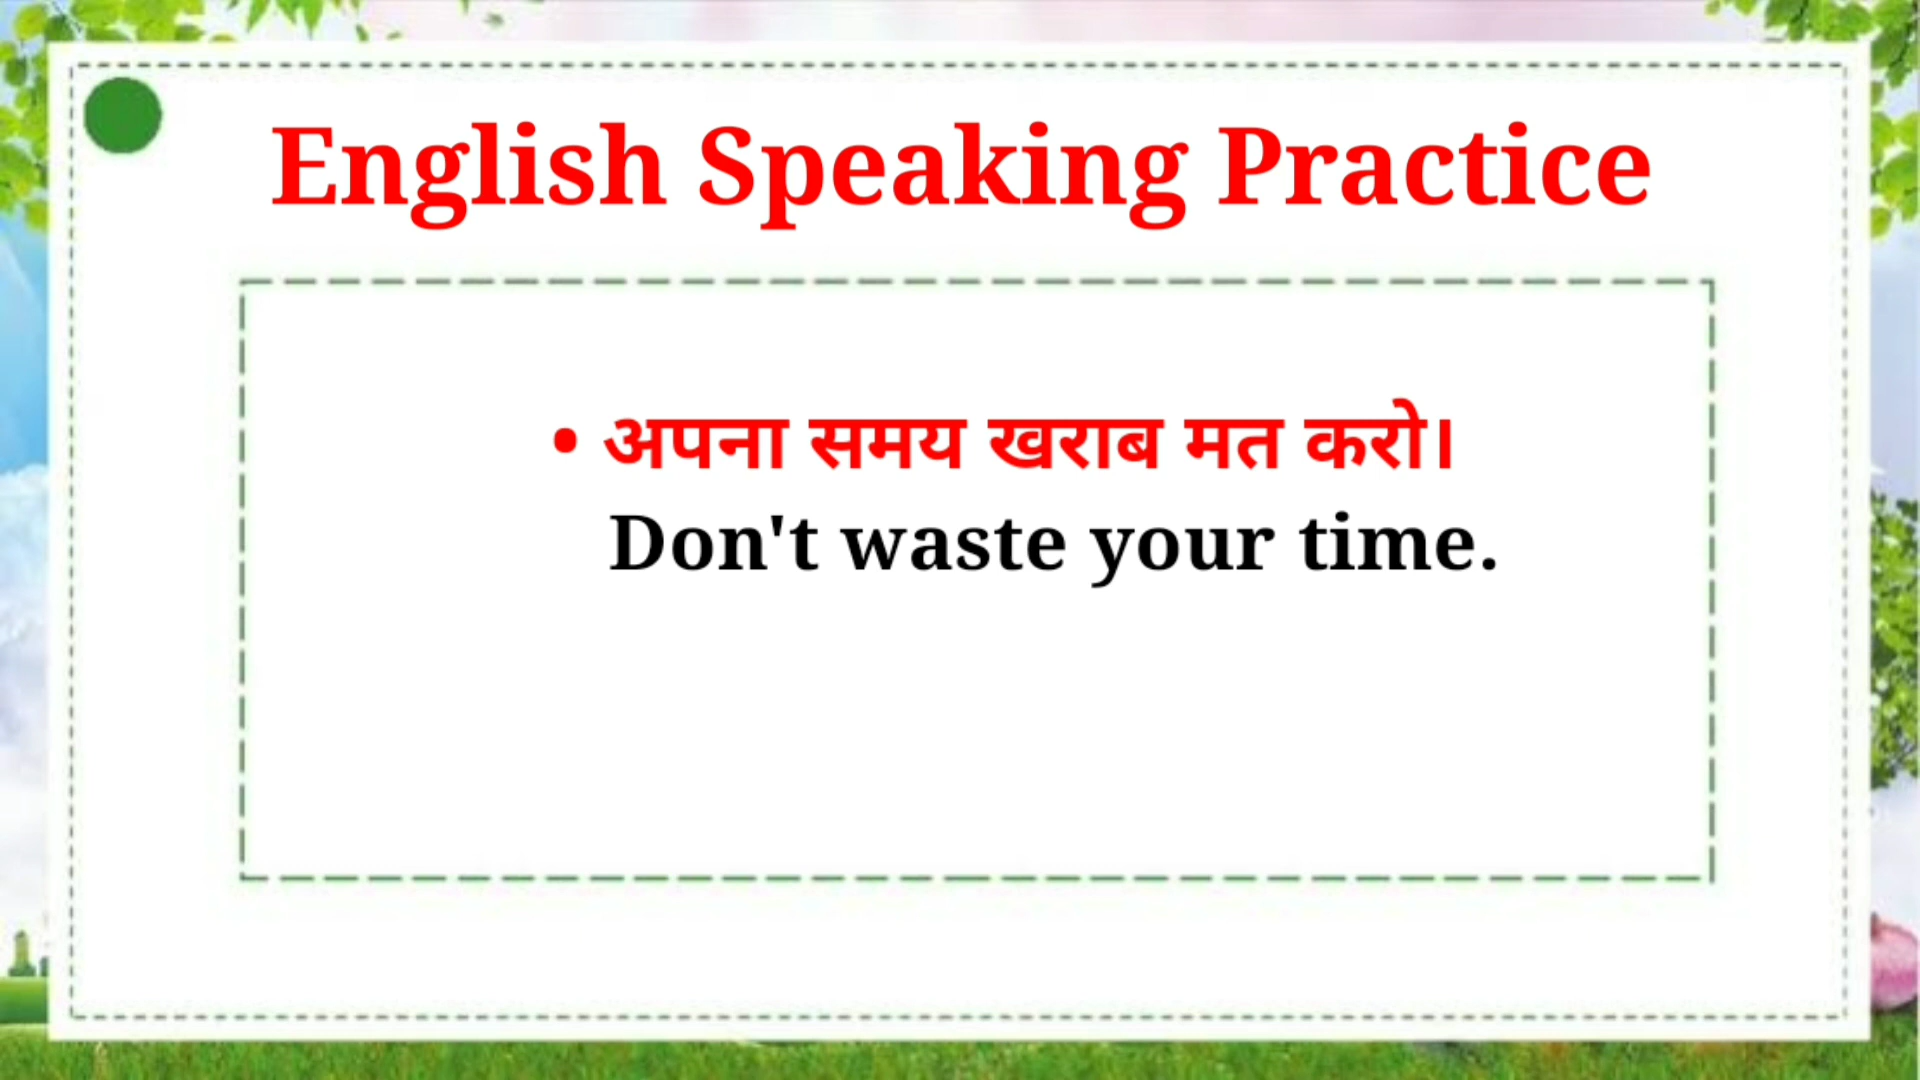 English Speaking Practice
• अपना समय खराब मत करो।
Don't waste your time.